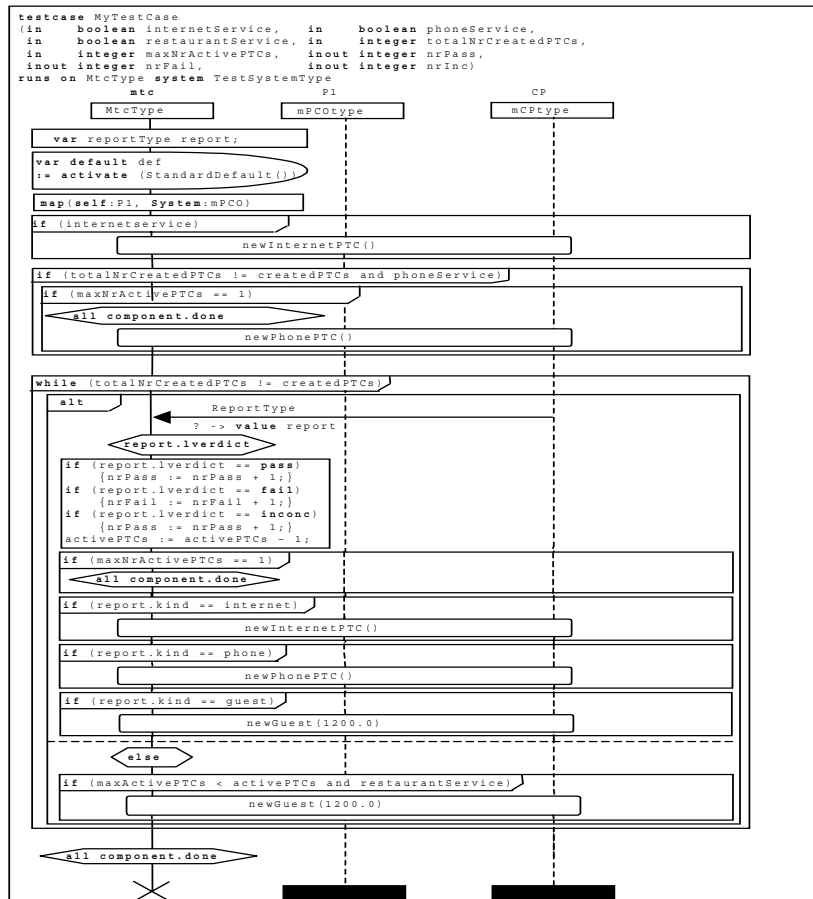 testcase MyTestCase
(in boolean internetService, in boolean phoneService,
in boolean restaurantService, in integer totalNrCreatedPTCs,
in integer maxNrActivePTCs, inout integer nrPass,
inout integer nrFail, inout integer nrInc)
runs on MtcType system TestSystemType
mtc P1 CP
MtcType mPCOtype mCPtype
var reportType report;
var default def
:= activate (StandardDefault())
map(self:P1, System:mPCO)
if (internetservice)
newInternetPTC()
if (totalNrCreatedPTCs != createdPTCs and phoneService)
if (maxNrActivePTCs == 1)
all component.done
newPhonePTC()
while (totalNrCreatedPTCs != createdPTCs)
alt
ReportType
? -> value report
report.lverdict
if (report.lverdict == pass)
{nrPass := nrPass + 1;}
if (report.lverdict == fail)
{nrFail := nrFail + 1;}
if (report.lverdict == inconc)
{nrPass := nrPass + 1;}
activePTCs := activePTCs - 1;
if (maxNrActivePTCs == 1)
all component.done
if (report.kind == internet)
newInternetPTC()
if (report.kind == phone)
newPhonePTC()
if (report.kind == guest)
newGuest(1200.0)
else
if (maxActivePTCs < activePTCs and restaurantService)
newGuest(1200.0)
all component.done